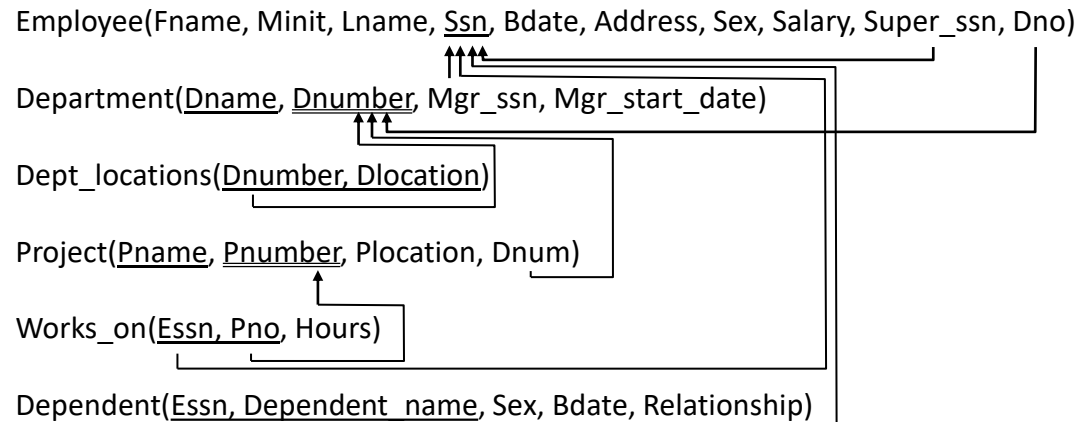 Employee(Fname, Minit, Lname, Ssn, Bdate, Address, Sex, Salary, Super_ssn, Dno)
Department(Dname, Dnumber, Mgr_ssn, Mgr_start_date)
Dept_locations(Dnumber, Dlocation)
Project(Pname, Pnumber, Plocation, Dnum)
Works_on(Essn, Pno, Hours)
Dependent(Essn, Dependent_name, Sex, Bdate, Relationship)